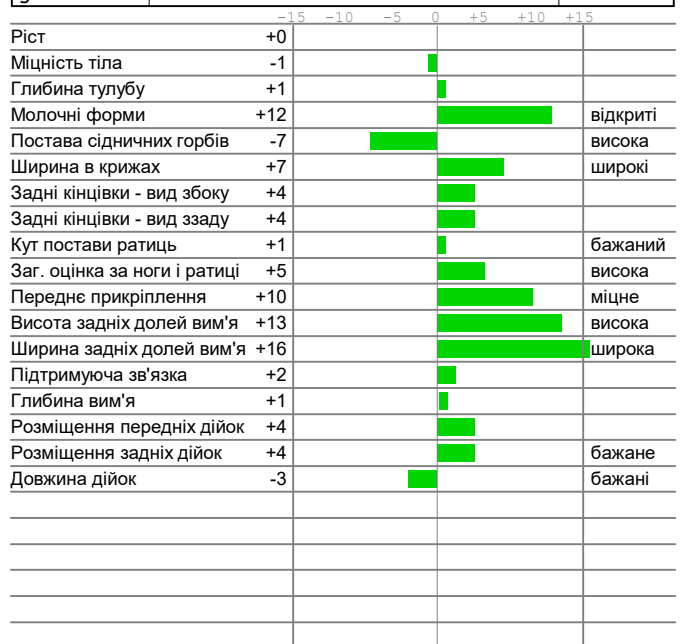 -15 -10 -5 0 +5 +10 +15
Ріст +0
Міцність тіла -1
Глибина тулубу +1
Молочні форми +12 відкриті
Постава сідничних горбів -7 висока
Ширина в крижах +7 широкі
Задні кінцівки - вид збоку +4
Задні кінцівки - вид ззаду +4
Кут постави ратиць +1 бажаний
Заг. оцінка за ноги і ратиці +5 висока
Переднє прикріплення +10 міцне
Висота задніх долей вим'я +13 висока
Ширина задніх долей вим'я +16 широка
Підтримуюча зв'язка +2
Глибина вим'я +1
Розміщення передніх дійок +4
Розміщення задніх дійок +4 бажане
Довжина дійок -3 бажані